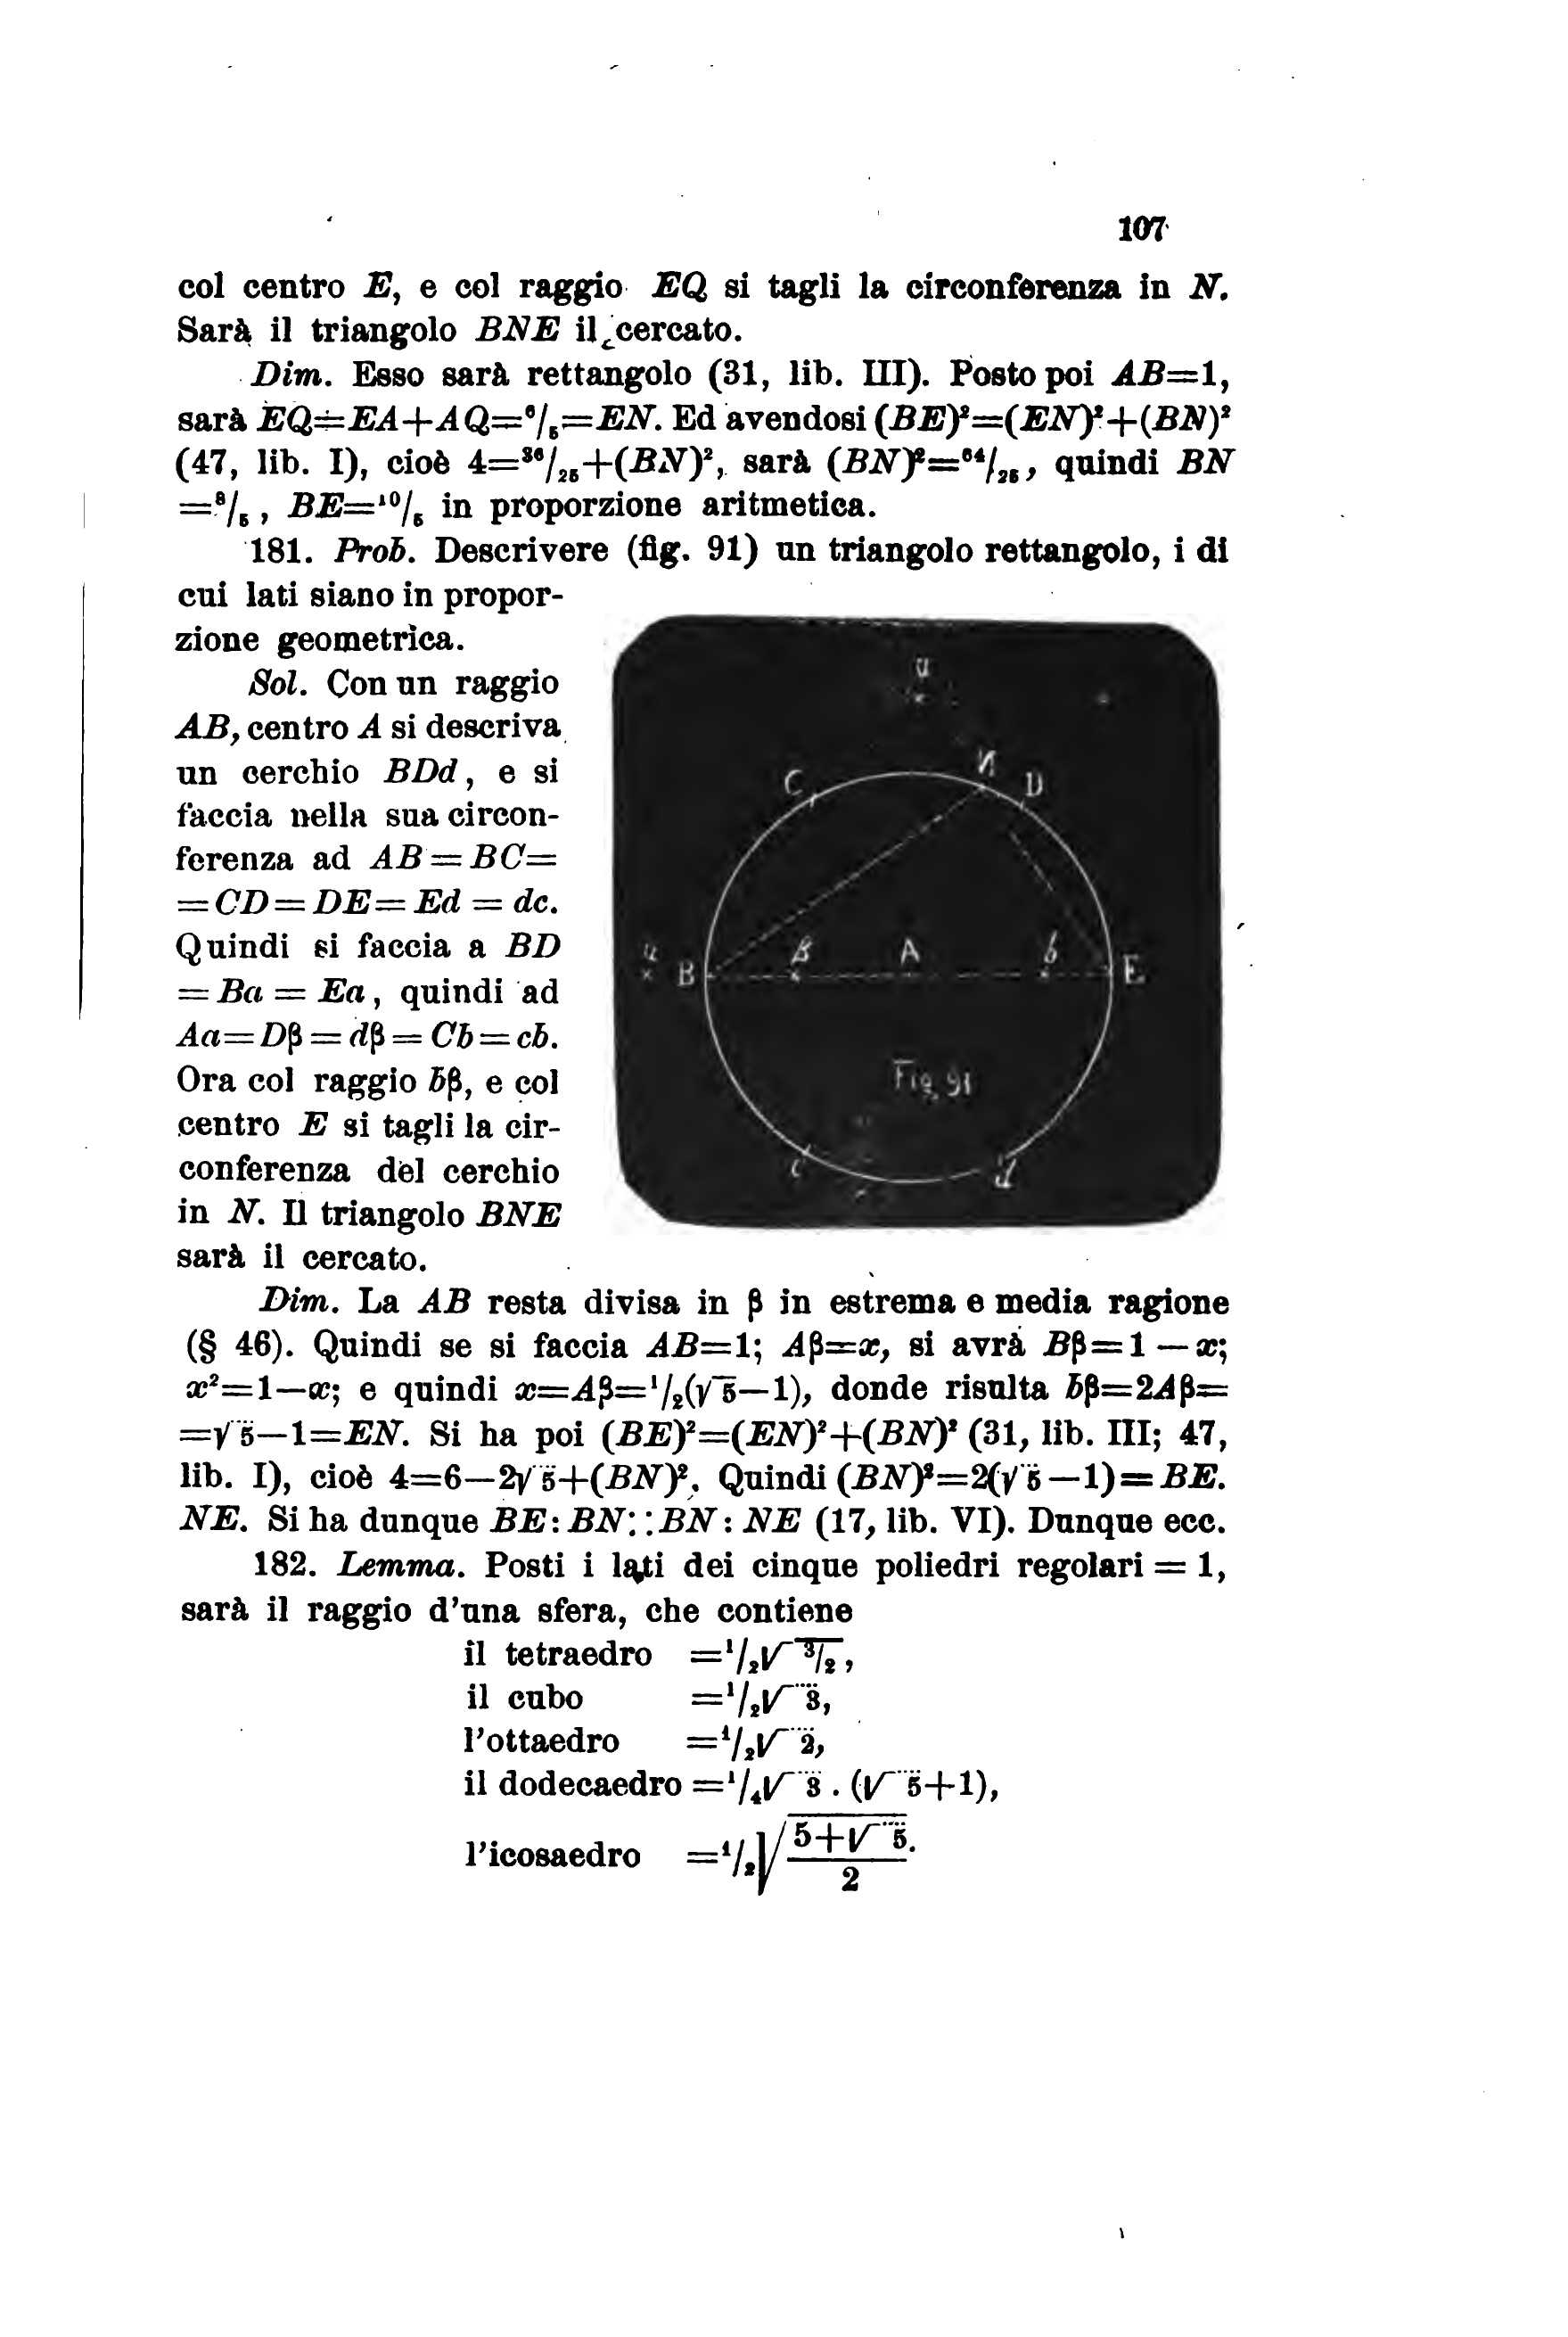 107
col centro E, e col raggio EQ si tagli la circonferenza in N.
Sarà il triangolo BNE il cercato.
Dim. Esso sarà rettangolo (31, lib. III). Posto poi AB=1,
sarà EQ=EA+AQ=⁶/₅=EN. Ed avendosi (BE)²=(EN)²+(BN)²
(47, lib. I), cioè 4=³⁶/₂₅+(BN)², sarà (BN)²=⁶⁴/₂₅, quindi BN
=⁸/₅, BE=¹⁰/₅ in proporzione aritmetica.
181. Prob. Descrivere (fig. 91) un triangolo rettangolo, i di
cui lati siano in propor-
zione geometrica.
Sol. Con un raggio
AB, centro A si descriva
un cerchio BDd, e si
faccia nella sua circon-
ferenza ad AB=BC=
=CD=DE=Ed=dc.
Quindi si faccia a BD
=Ba=Ea, quindi ad
Aa=Dβ=dβ=Cb=cb.
Ora col raggio bβ, e col
centro E si tagli la cir-
conferenza del cerchio
in N. Il triangolo BNE
sarà il cercato.
a
C N D
B β A b E
Fig. 91
c d
Dim. La AB resta divisa in β in estrema e media ragione
(§ 46). Quindi se si faccia AB=1; Aβ=x, si avrà Bβ=1—x;
x²=1—x; e quindi x=Aβ=¹/₂(√5—1), donde risulta bβ=2Aβ=
=√5—1=EN. Si ha poi (BE)²=(EN)²+(BN)² (31, lib. III; 47,
lib. I), cioè 4=6—2√5+(BN)². Quindi (BN)²=2(√5—1)=BE.
NE. Si ha dunque BE:BN::BN:NE (17, lib. VI). Dunque ecc.
182. Lemma. Posti i lati dei cinque poliedri regolari = 1,
sarà il raggio d'una sfera, che contiene
il tetraedro =¹/₂√³/₂,
il cubo =¹/₂√3,
l'ottaedro =¹/₂√2,
il dodecaedro =¹/₄√3.(√5+1),
l'icosaedro =¹/₂√((5+√5)/2).